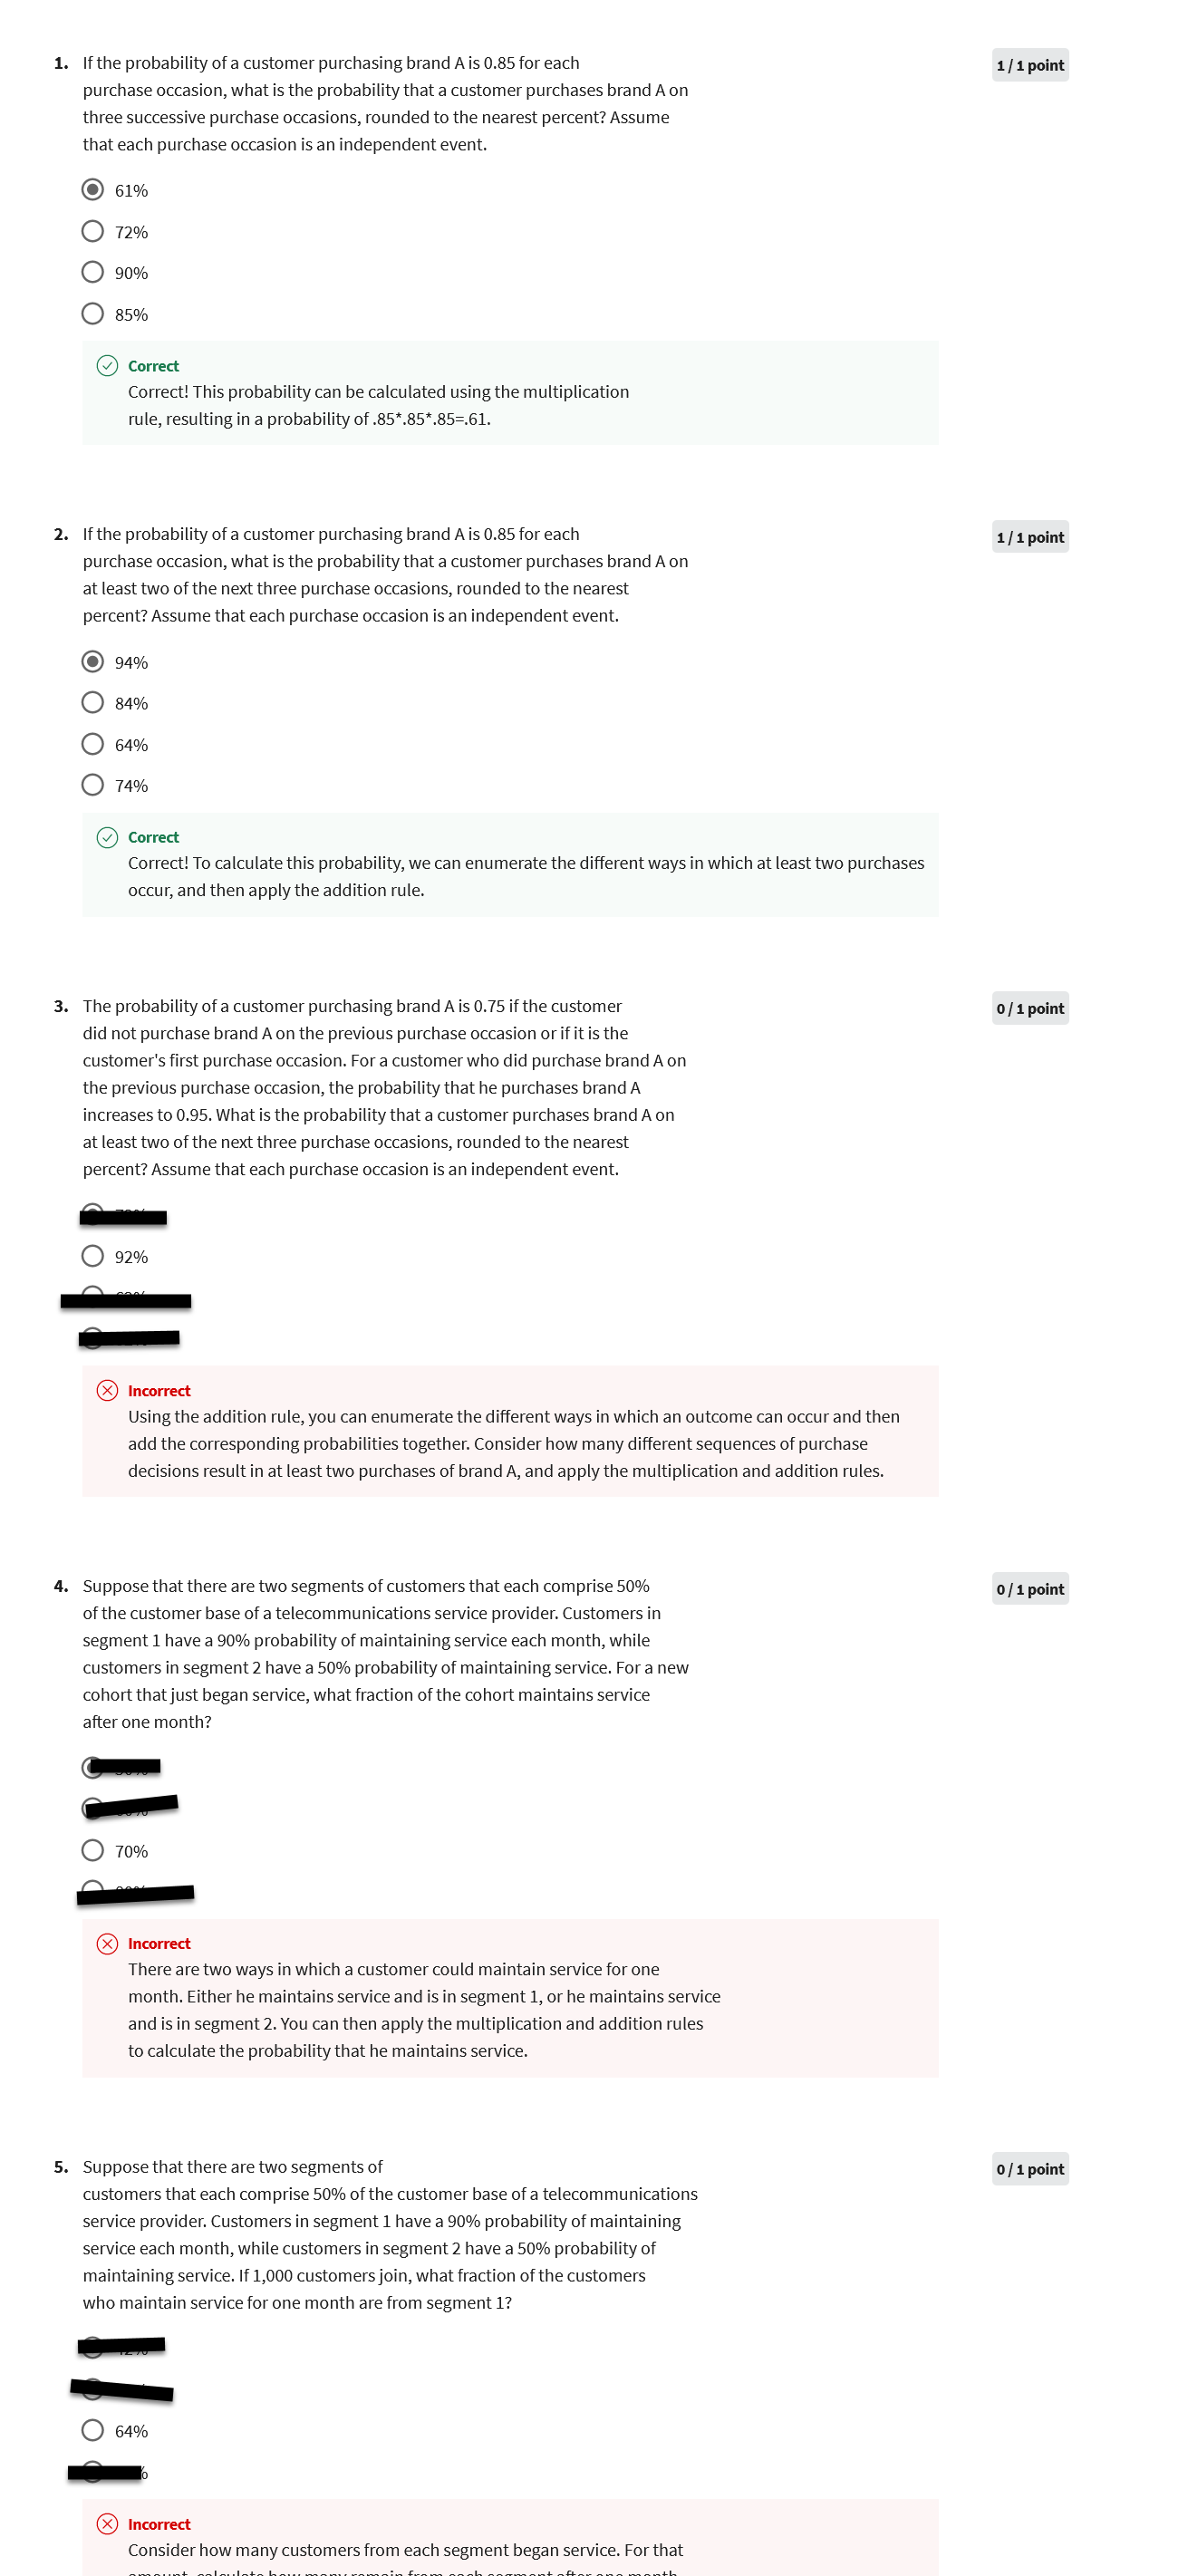 1. If the probability of a customer purchasing brand A is 0.85 for each
1 / 1 point
purchase occasion, what is the probability that a customer purchases brand A on
three successive purchase occasions, rounded to the nearest percent? Assume
that each purchase occasion is an independent event.
61%
72%
90%
85%
Correct
Correct! This probability can be calculated using the multiplication
rule, resulting in a probability of .85*.85*.85=.61.
2. If the probability of a customer purchasing brand A is 0.85 for each
1 / 1 point
purchase occasion, what is the probability that a customer purchases brand A on
at least two of the next three purchase occasions, rounded to the nearest
percent? Assume that each purchase occasion is an independent event.
94%
84%
64%
74%
Correct
Correct! To calculate this probability, we can enumerate the different ways in which at least two purchases
occur, and then apply the addition rule.
3. The probability of a customer purchasing brand A is 0.75 if the customer
0 / 1 point
did not purchase brand A on the previous purchase occasion or if it is the
customer's first purchase occasion. For a customer who did purchase brand A on
the previous purchase occasion, the probability that he purchases brand A
increases to 0.95. What is the probability that a customer purchases brand A on
at least two of the next three purchase occasions, rounded to the nearest
percent? Assume that each purchase occasion is an independent event.
92%
Incorrect
Using the addition rule, you can enumerate the different ways in which an outcome can occur and then
add the corresponding probabilities together. Consider how many different sequences of purchase
decisions result in at least two purchases of brand A, and apply the multiplication and addition rules.
4. Suppose that there are two segments of customers that each comprise 50%
0 / 1 point
of the customer base of a telecommunications service provider. Customers in
segment 1 have a 90% probability of maintaining service each month, while
customers in segment 2 have a 50% probability of maintaining service. For a new
cohort that just began service, what fraction of the cohort maintains service
after one month?
70%
Incorrect
There are two ways in which a customer could maintain service for one
month. Either he maintains service and is in segment 1, or he maintains service
and is in segment 2. You can then apply the multiplication and addition rules
to calculate the probability that he maintains service.
5. Suppose that there are two segments of
0 / 1 point
customers that each comprise 50% of the customer base of a telecommunications
service provider. Customers in segment 1 have a 90% probability of maintaining
service each month, while customers in segment 2 have a 50% probability of
maintaining service. If 1,000 customers join, what fraction of the customers
who maintain service for one month are from segment 1?
64%
Incorrect
Consider how many customers from each segment began service. For that